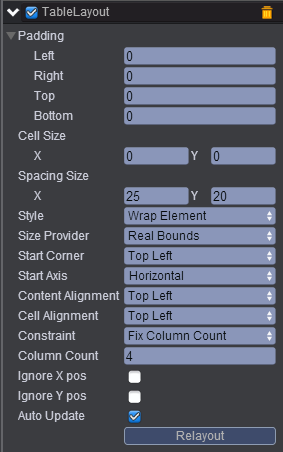 TableLayout
Padding
Left 0
Right 0
Top 0
Bottom 0
Cell Size
X 0 Y 0
Spacing Size
X 25 Y 20
Style Wrap Element
Size Provider Real Bounds
Start Corner Top Left
Start Axis Horizontal
Content Alignment Top Left
Cell Alignment Top Left
Constraint Fix Column Count
Column Count 4
Ignore X pos
Ignore Y pos
Auto Update
Relayout